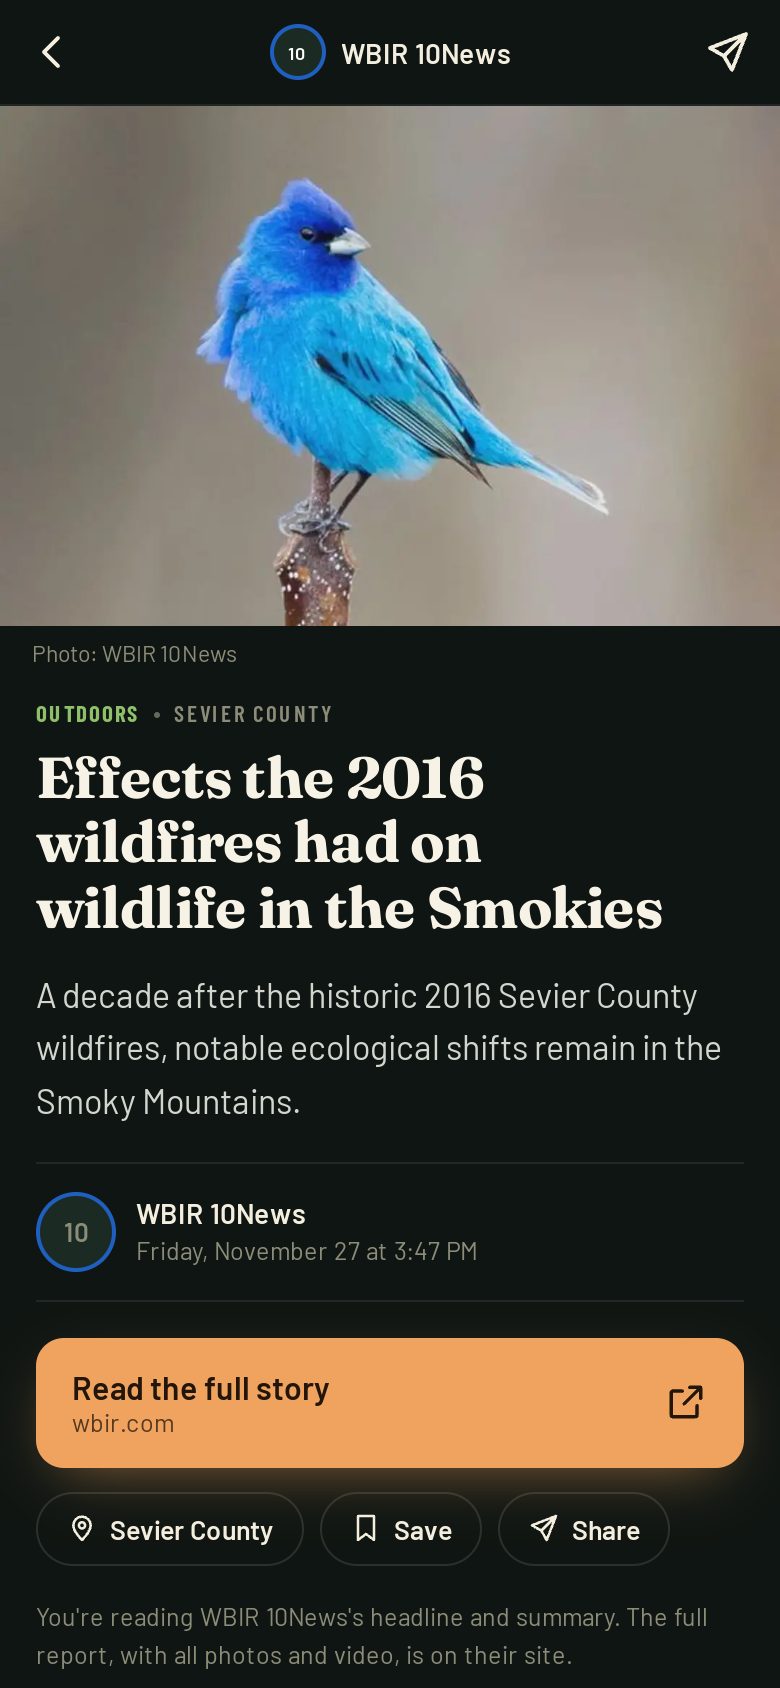 10
WBIR 10News
Photo: WBIR 10News
OUTDOORS • SEVIER COUNTY
Effects the 2016
wildfires had on
wildlife in the Smokies
A decade after the historic 2016 Sevier County
wildfires, notable ecological shifts remain in the
Smoky Mountains.
10
WBIR 10News
Friday, November 27 at 3:47 PM
Read the full story
wbir.com
Sevier County
Save
Share
You're reading WBIR 10News's headline and summary. The full
report, with all photos and video, is on their site.